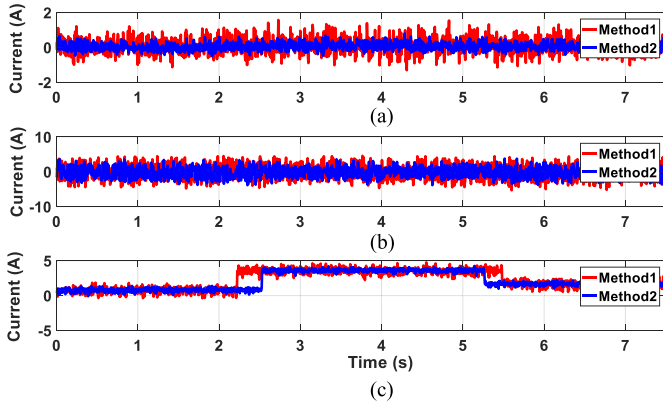 Current (A)
2
0
-2
Method1
Method2
0 1 2 3 4 5 6 7
(a)
Current (A)
10
0
-10
Method1
Method2
0 1 2 3 4 5 6 7
(b)
Current (A)
5
0
-5
Method1
Method2
0 1 2 3 4 5 6 7
Time (s)
(c)